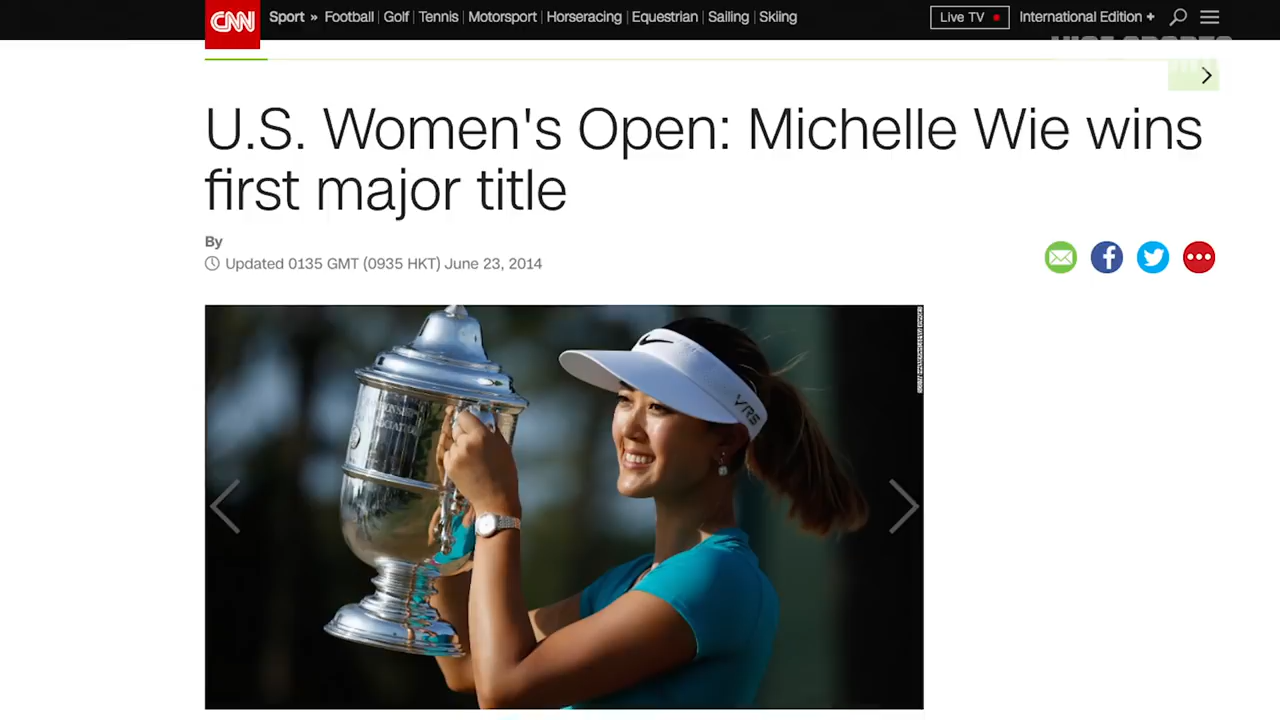 CNN Sport » Football Golf Tennis Motorsport Horseracing Equestrian Sailing Skiing Live TV International Edition +
U.S. Women's Open: Michelle Wie wins
first major title
By
Updated 0135 GMT (0935 HKT) June 23, 2014
VRS